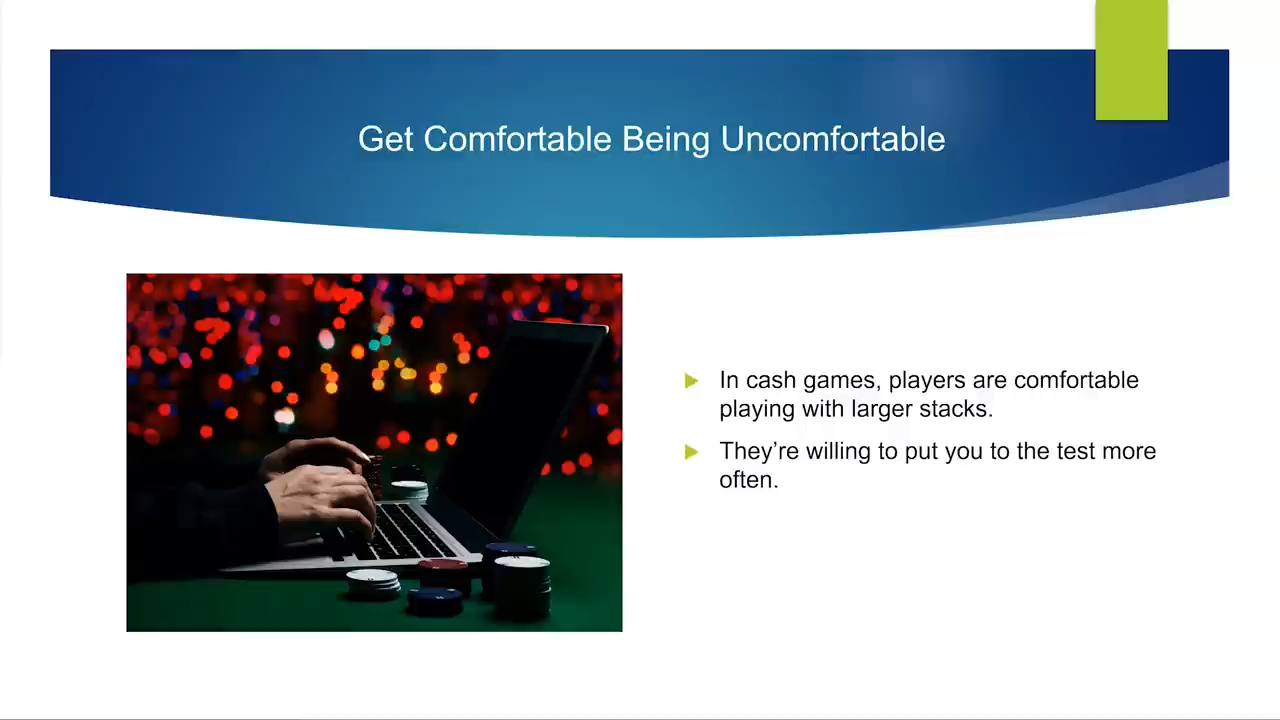 Get Comfortable Being Uncomfortable
In cash games, players are comfortable
playing with larger stacks.
They’re willing to put you to the test more
often.